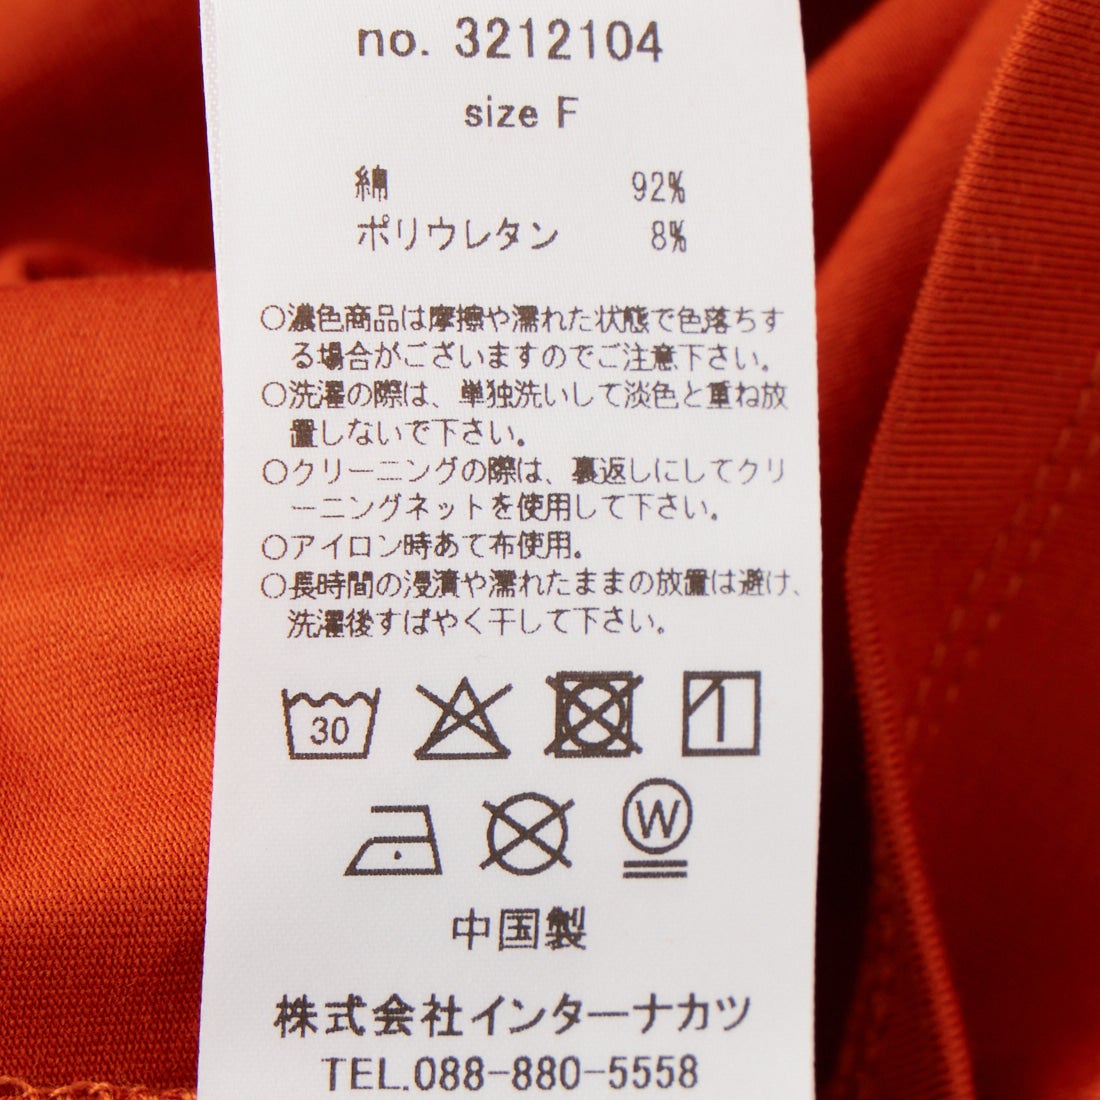 no. 3212104
size F
綿 92%
ポリウレタン 8%
○濃色商品は摩擦や濡れた状態で色落ちす
る場合がございますのでご注意下さい。
○洗濯の際は、単独洗いして淡色と重ね放
置しないで下さい。
○クリーニングの際は、裏返しにしてクリ
ーニングネットを使用して下さい。
○アイロン時あて布使用。
○長時間の浸漬や濡れたままの放置は避け、
洗濯後すばやく干して下さい。
30
W
中国製
株式会社インターナカツ
TEL.088-880-5558